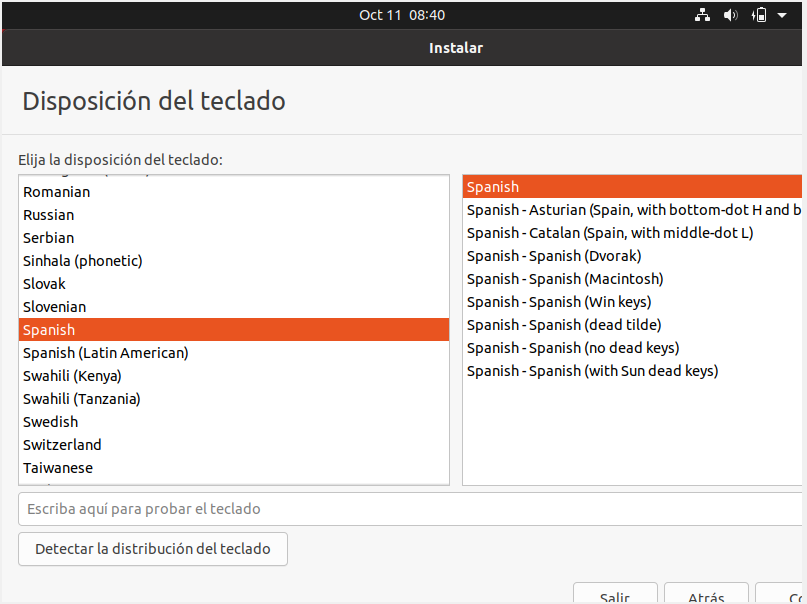 Oct 11 08:40
Instalar
Disposición del teclado
Elija la disposición del teclado:
Romanian
Russian
Serbian
Sinhala (phonetic)
Slovak
Slovenian
Spanish
Spanish (Latin American)
Swahili (Kenya)
Swahili (Tanzania)
Swedish
Switzerland
Taiwanese
Spanish
Spanish - Asturian (Spain, with bottom-dot H and b
Spanish - Catalan (Spain, with middle-dot L)
Spanish - Spanish (Dvorak)
Spanish - Spanish (Macintosh)
Spanish - Spanish (Win keys)
Spanish - Spanish (dead tilde)
Spanish - Spanish (no dead keys)
Spanish - Spanish (with Sun dead keys)
Escriba aquí para probar el teclado
Detectar la distribución del teclado
Salir
Atrás